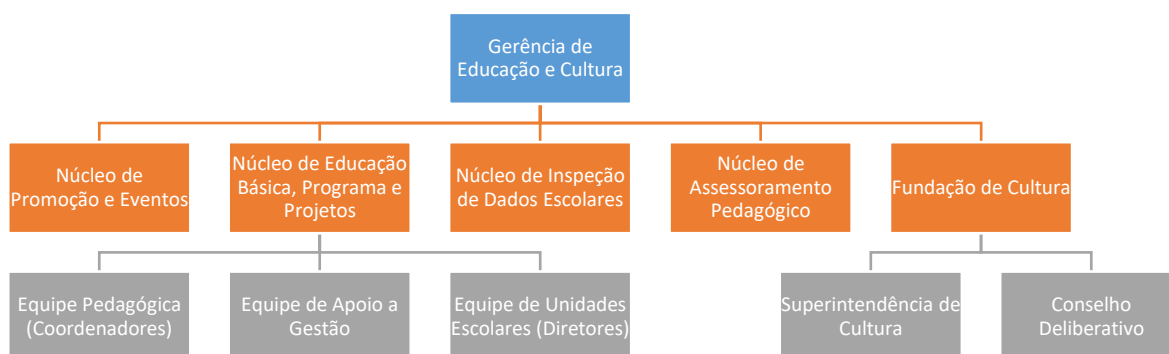 Gerência de
Educação e Cultura
Núcleo de
Promoção e Eventos
Núcleo de Educação
Básica, Programa e
Projetos
Núcleo de Inspeção
de Dados Escolares
Núcleo de
Assessoramento
Pedagógico
Fundação de Cultura
Equipe Pedagógica
(Coordenadores)
Equipe de Apoio a
Gestão
Equipe de Unidades
Escolares (Diretores)
Superintendência de
Cultura
Conselho
Deliberativo